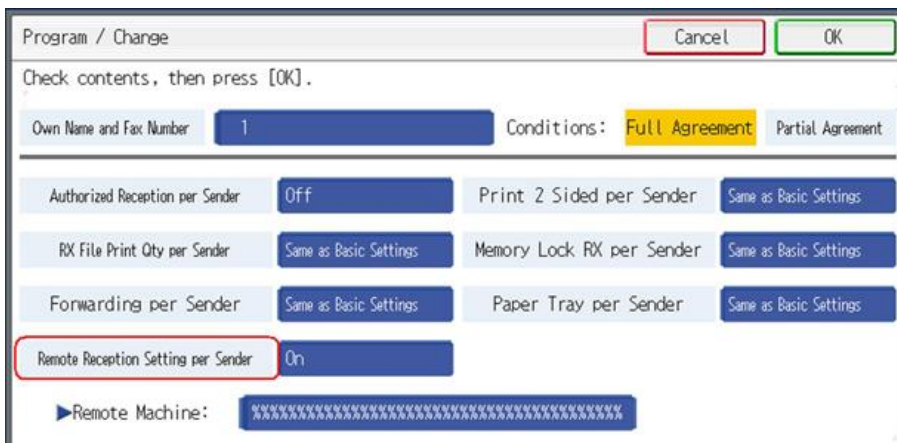 Program / Change Cancel OK
Check contents, then press [OK].
Own Name and Fax Number 1 Conditions: Full Agreement Partial Agreement
Authorized Reception per Sender Off Print 2 Sided per Sender Same as Basic Settings
RX File Print Qty per Sender Same as Basic Settings Memory Lock RX per Sender Same as Basic Settings
Forwarding per Sender Same as Basic Settings Paper Tray per Sender Same as Basic Settings
Remote Reception Setting per Sender On
▶Remote Machine: %%%%%%%%%%%%%%%%%%%%%%%%%%%%%%%%%%%%%%%%